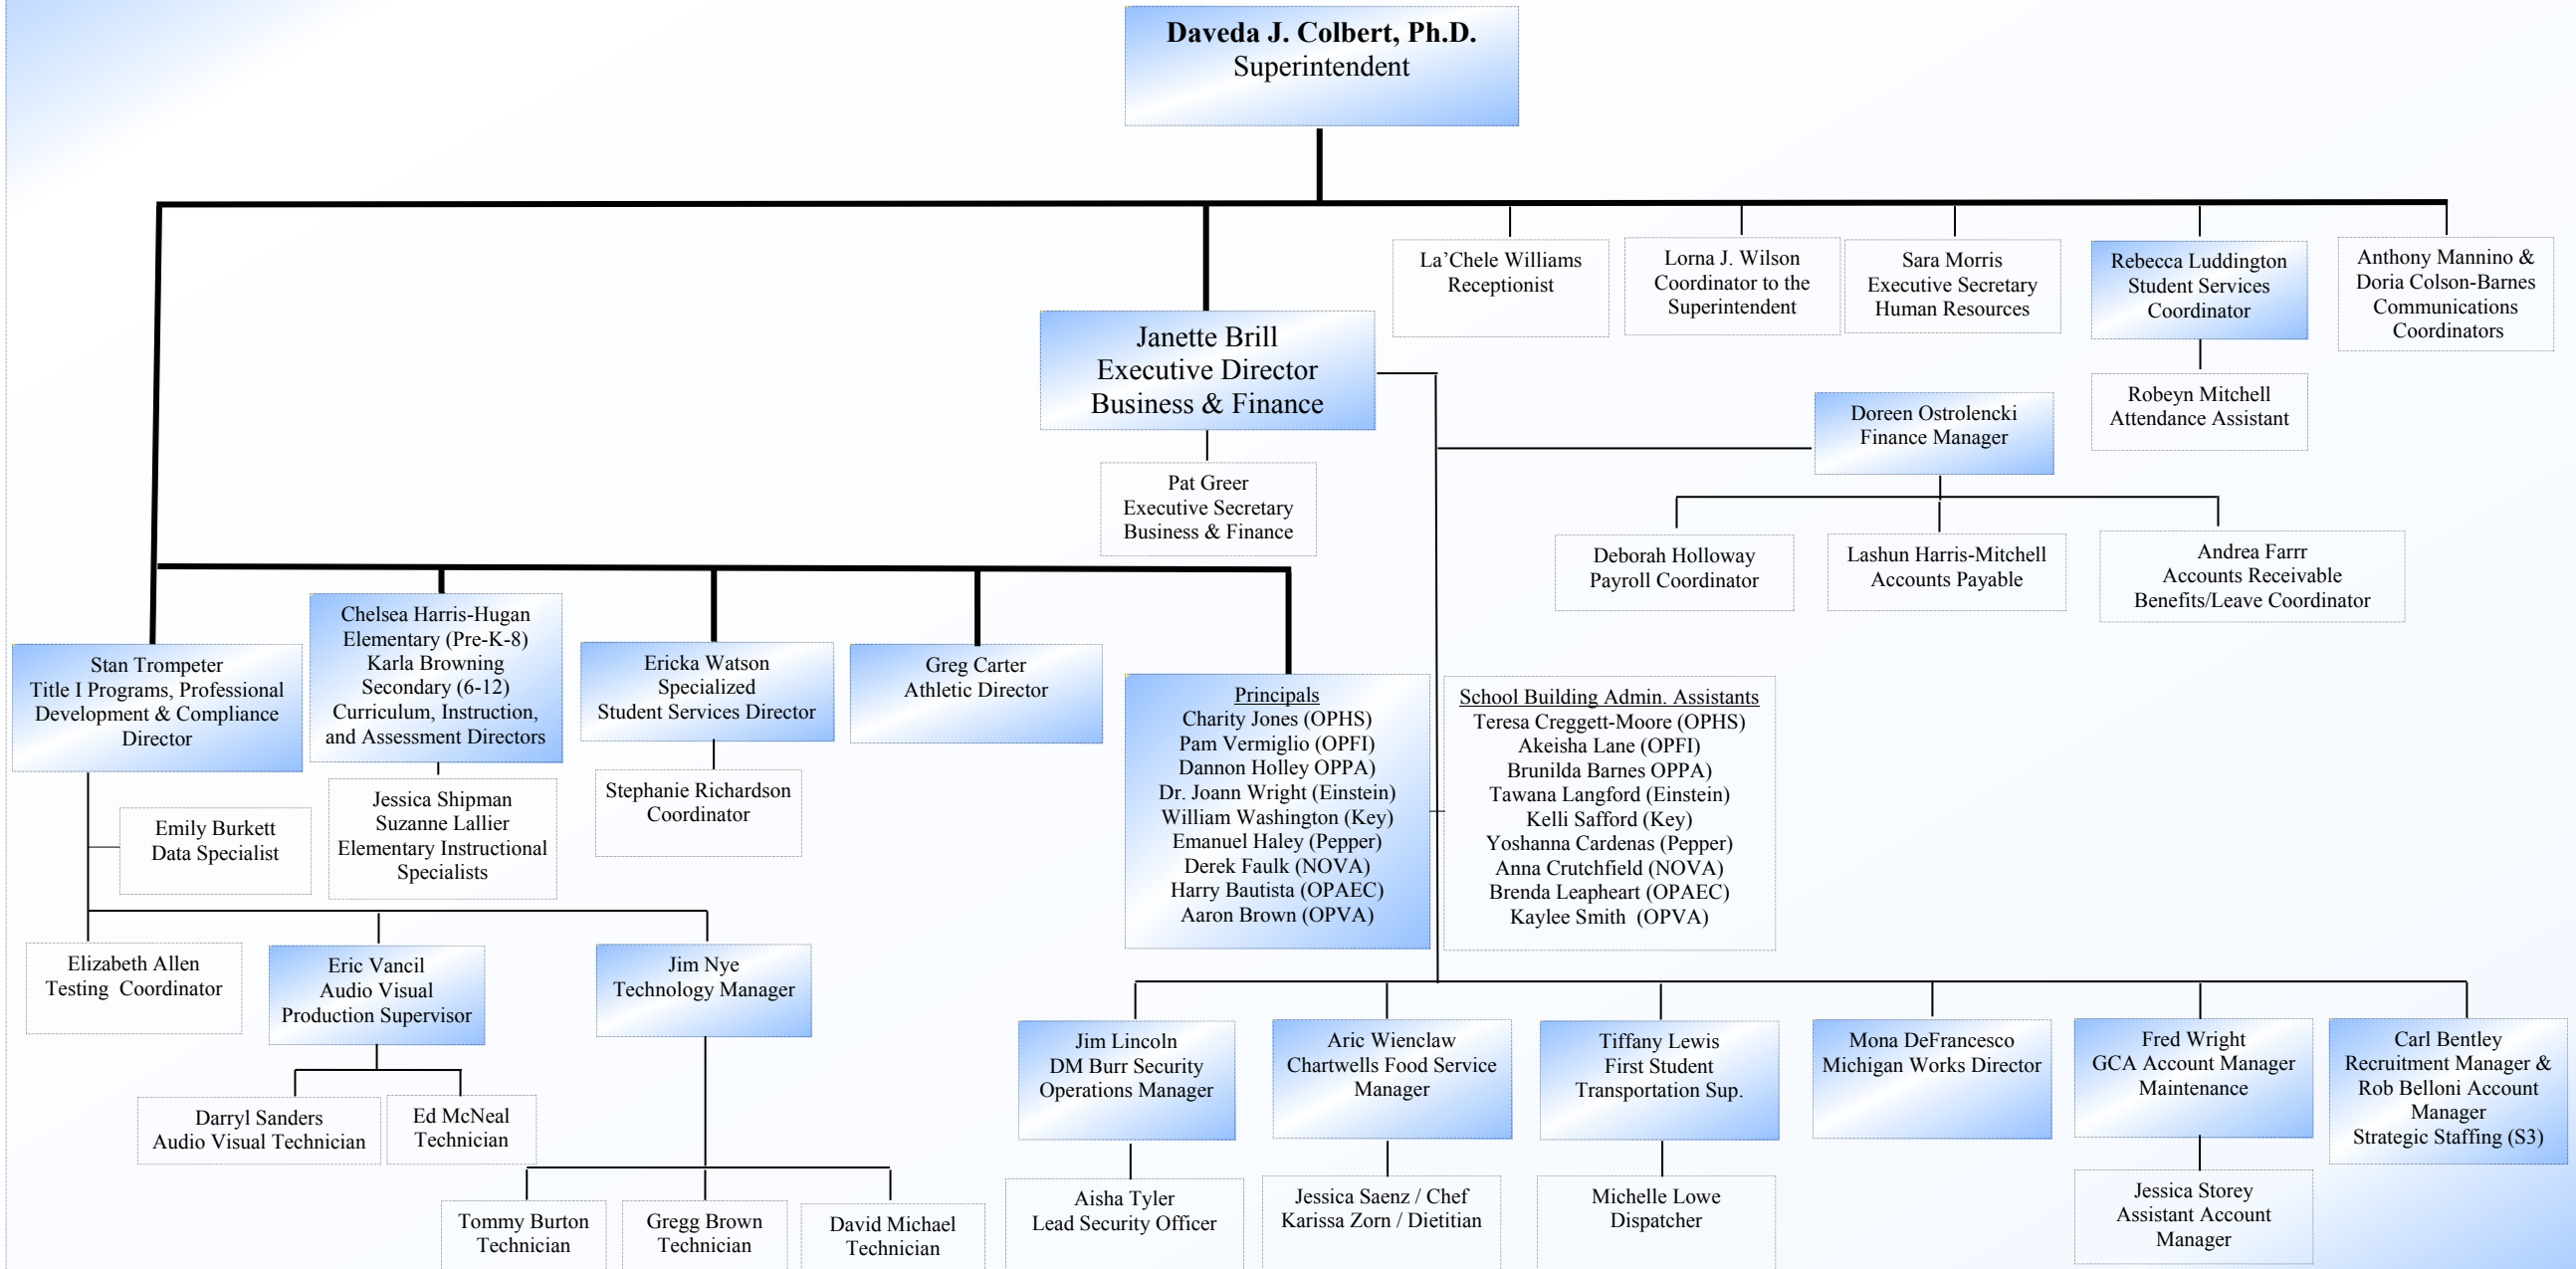 Daveda J. Colbert, Ph.D.
Superintendent
La’Chele Williams
Receptionist
Lorna J. Wilson
Coordinator to the
Superintendent
Sara Morris
Executive Secretary
Human Resources
Rebecca Luddington
Student Services
Coordinator
Anthony Mannino &
Doria Colson-Barnes
Communications
Coordinators
Janette Brill
Executive Director
Business & Finance
Robeyn Mitchell
Attendance Assistant
Doreen Ostrolencki
Finance Manager
Pat Greer
Executive Secretary
Business & Finance
Deborah Holloway
Payroll Coordinator
Lashun Harris-Mitchell
Accounts Payable
Andrea Farrr
Accounts Receivable
Benefits/Leave Coordinator
Stan Trompeter
Title I Programs, Professional
Development & Compliance
Director
Chelsea Harris-Hugan
Elementary (Pre-K-8)
Karla Browning
Secondary (6-12)
Curriculum, Instruction,
and Assessment Directors
Ericka Watson
Specialized
Student Services Director
Greg Carter
Athletic Director
Principals
Charity Jones (OPHS)
Pam Vermiglio (OPFI)
Dannon Holley OPPA)
Dr. Joann Wright (Einstein)
William Washington (Key)
Emanuel Haley (Pepper)
Derek Faulk (NOVA)
Harry Bautista (OPAEC)
Aaron Brown (OPVA)
School Building Admin. Assistants
Teresa Creggett-Moore (OPHS)
Akeisha Lane (OPFI)
Brunilda Barnes OPPA)
Tawana Langford (Einstein)
Kelli Safford (Key)
Yoshanna Cardenas (Pepper)
Anna Crutchfield (NOVA)
Brenda Leapheart (OPAEC)
Kaylee Smith  (OPVA)
Emily Burkett
Data Specialist
Jessica Shipman
Suzanne Lallier
Elementary Instructional
Specialists
Stephanie Richardson
Coordinator
Elizabeth Allen
Testing  Coordinator
Eric Vancil
Audio Visual
Production Supervisor
Jim Nye
Technology Manager
Darryl Sanders
Audio Visual Technician
Ed McNeal
Technician
Tommy Burton
Technician
Gregg Brown
Technician
David Michael
Technician
Jim Lincoln
DM Burr Security
Operations Manager
Aric Wienclaw
Chartwells Food Service
Manager
Tiffany Lewis
First Student
Transportation Sup.
Mona DeFrancesco
Michigan Works Director
Fred Wright
GCA Account Manager
Maintenance
Carl Bentley
Recruitment Manager &
Rob Belloni Account
Manager
Strategic Staffing (S3)
Aisha Tyler
Lead Security Officer
Jessica Saenz / Chef
Karissa Zorn / Dietitian
Michelle Lowe
Dispatcher
Jessica Storey
Assistant Account
Manager